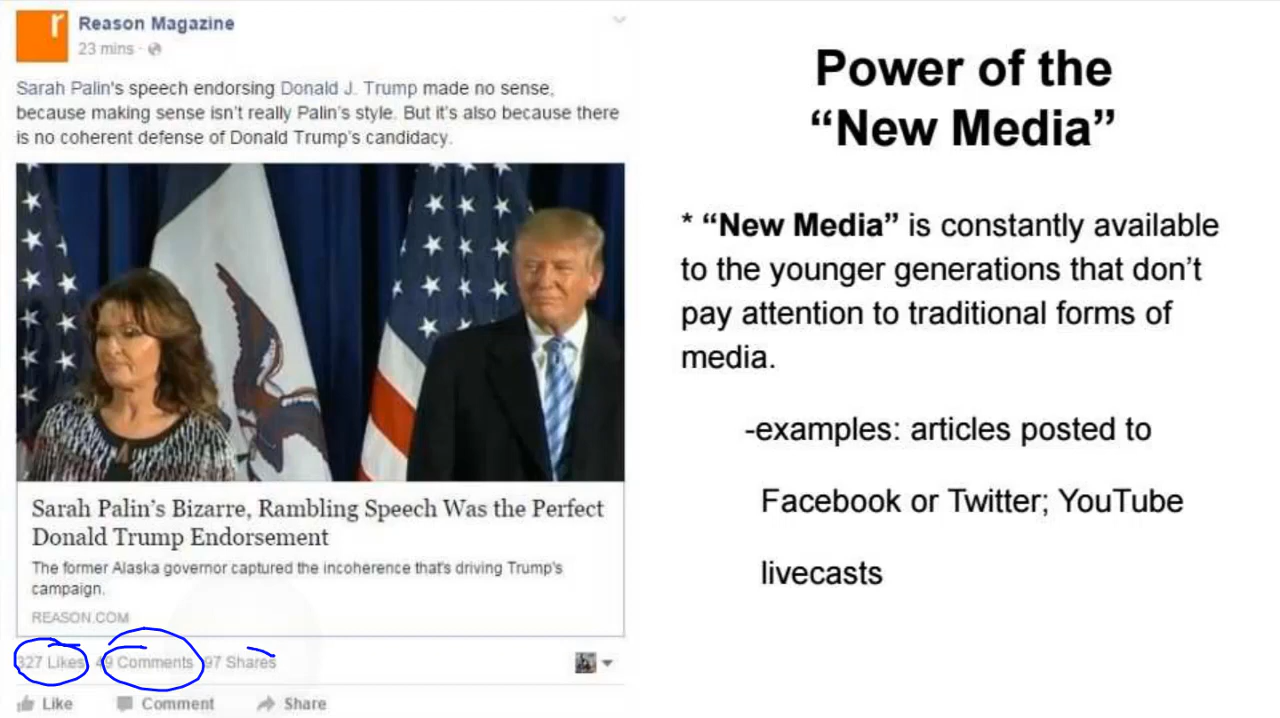 r
Reason Magazine
23 mins ·
Sarah Palin's speech endorsing Donald J. Trump made no sense,
because making sense isn't really Palin's style. But it's also because there
is no coherent defense of Donald Trump's candidacy.
Sarah Palin's Bizarre, Rambling Speech Was the Perfect
Donald Trump Endorsement
The former Alaska governor captured the incoherence that's driving Trump's
campaign.
REASON.COM
327 Likes 49 Comments 97 Shares
Like Comment Share
Power of the
“New Media”
* “New Media” is constantly available
to the younger generations that don’t
pay attention to traditional forms of
media.
-examples: articles posted to
Facebook or Twitter; YouTube
livecasts